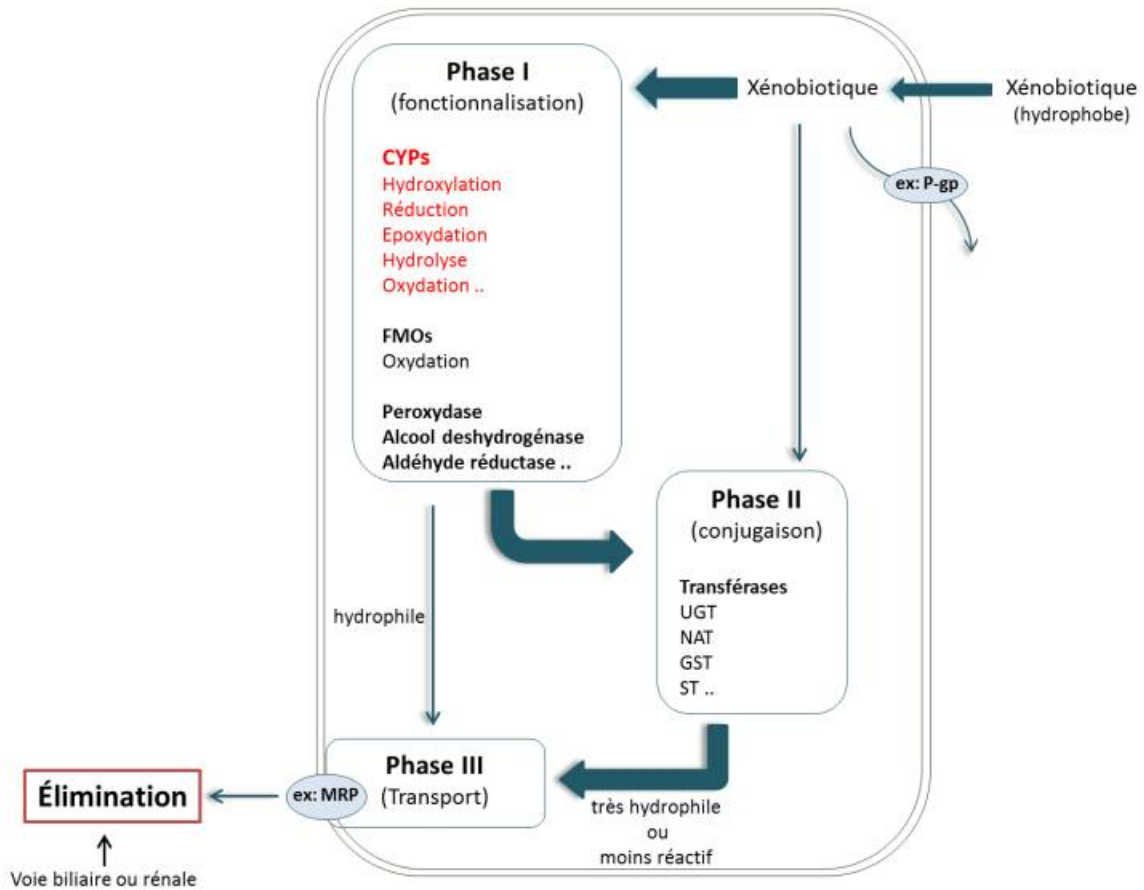 Phase I
(fonctionnalisation)
CYPs
Hydroxylation
Réduction
Epoxydation
Hydrolyse
Oxydation ..
FMOs
Oxydation
Peroxydase
Alcool deshydrogénase
Aldéhyde réductase ..
Xénobiotique
Xénobiotique
(hydrophobe)
ex: P-gp
Phase II
(conjugaison)
Transférases
UGT
NAT
GST
ST ..
hydrophile
Phase III
(Transport)
ex: MRP
très hydrophile
ou
moins réactif
Élimination
Voie biliaire ou rénale